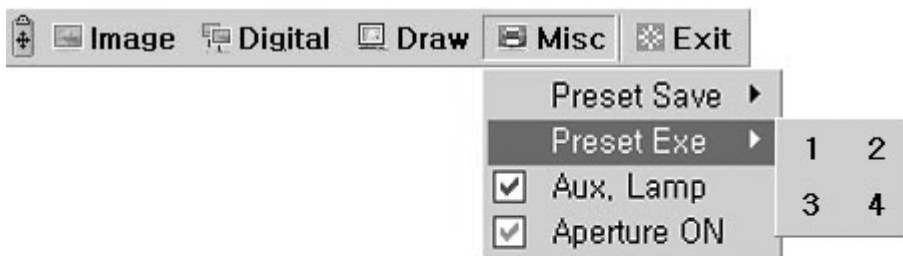 Image Digital Draw Misc Exit
Preset Save
Preset Exe
1 2
Aux, Lamp
3 4
Aperture ON